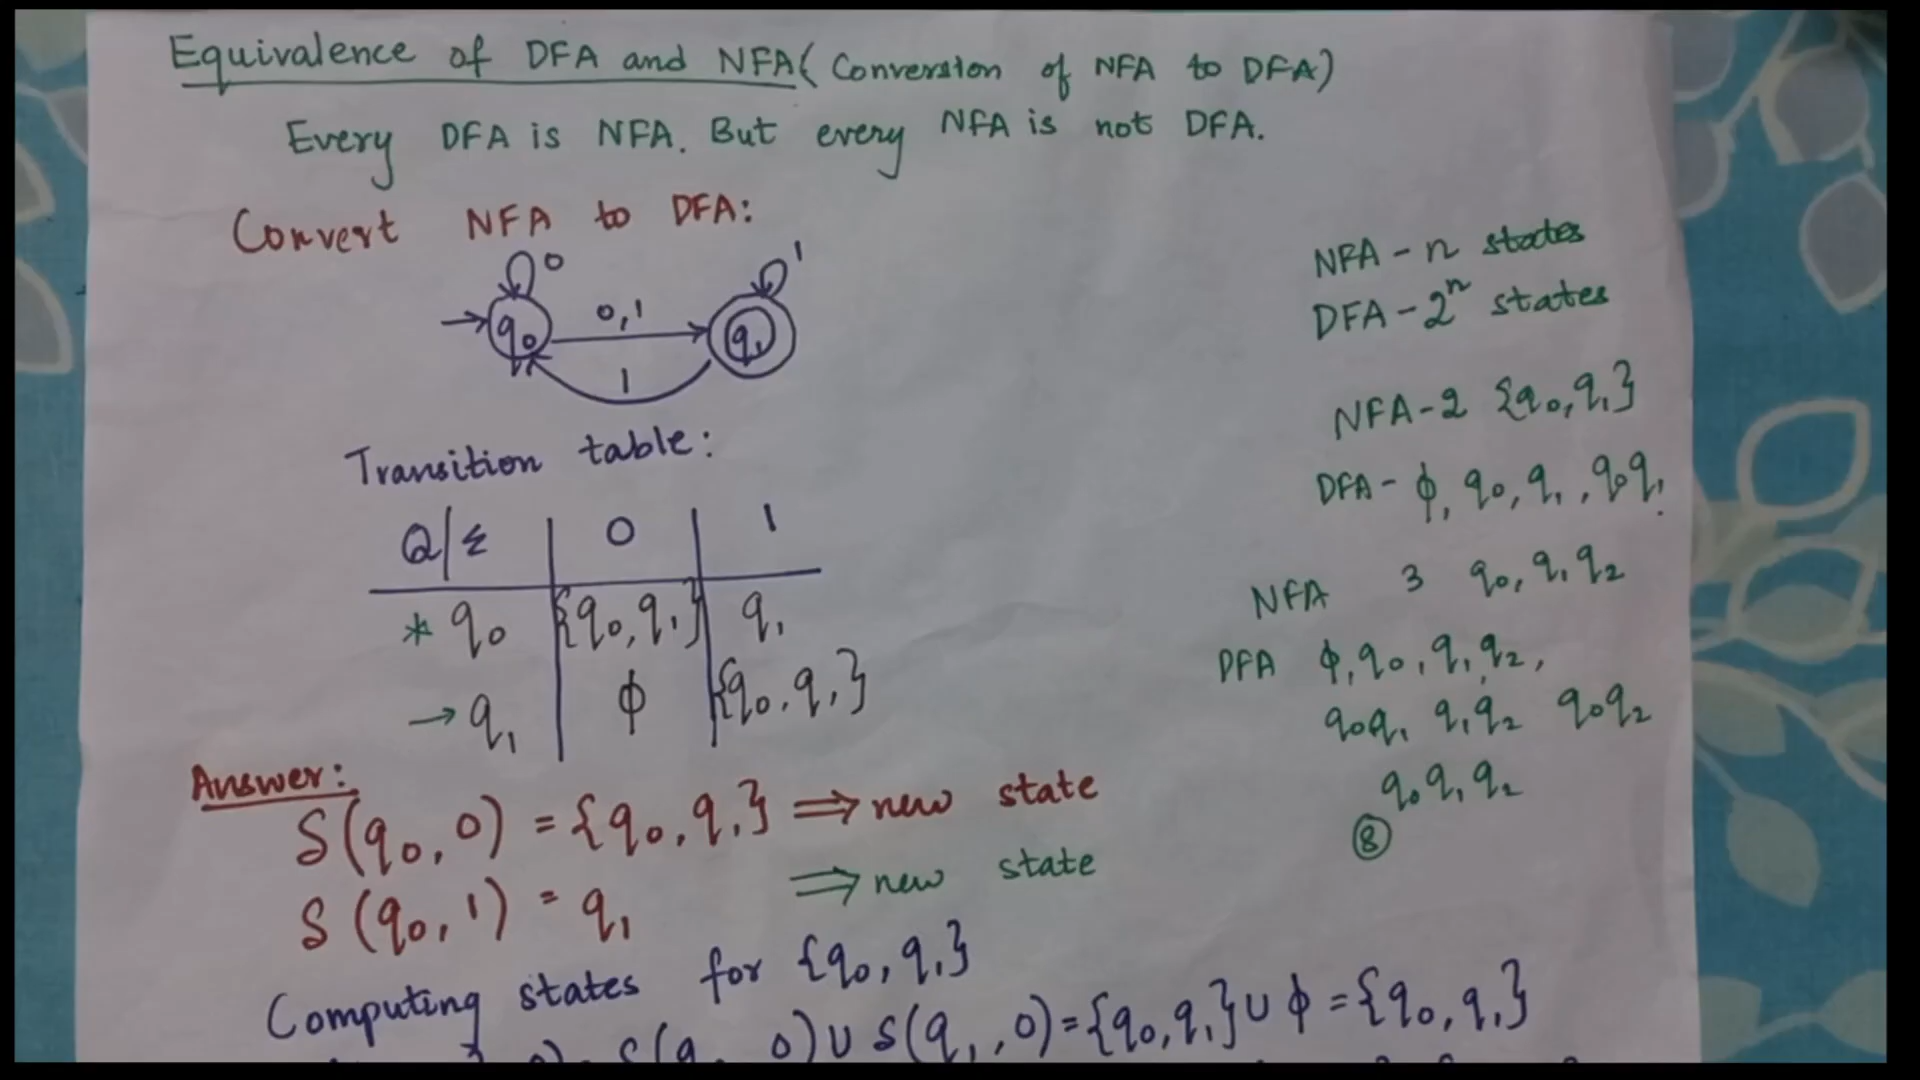 Equivalence of DFA and NFA( Conversion of NFA to DFA)
Every DFA is NFA. But every NFA is not DFA.
Convert NFA to DFA:
0
1
q₀
0,1
q₁
1
Transition table:
Q/Σ 0 1
* q₀ {q₀,q₁} q₁
→ q₁ ϕ {q₀,q₁}
Answer:
δ(q₀,0) = {q₀,q₁} ⟹ new state
δ(q₀,1) = q₁ ⟹ new state
Computing states for {q₀,q₁}
0) ∪ δ(q₁,0) = {q₀,q₁} ∪ ϕ = {q₀,q₁}
NFA - n states
DFA - 2ⁿ states
NFA - 2 {q₀,q₁}
DFA - ϕ, q₀, q₁, q₀q₁.
NFA 3 q₀, q₁ q₂
DFA ϕ, q₀, q₁, q₂,
q₀q₁ q₁q₂ q₀q₂
q₀q₁q₂
8